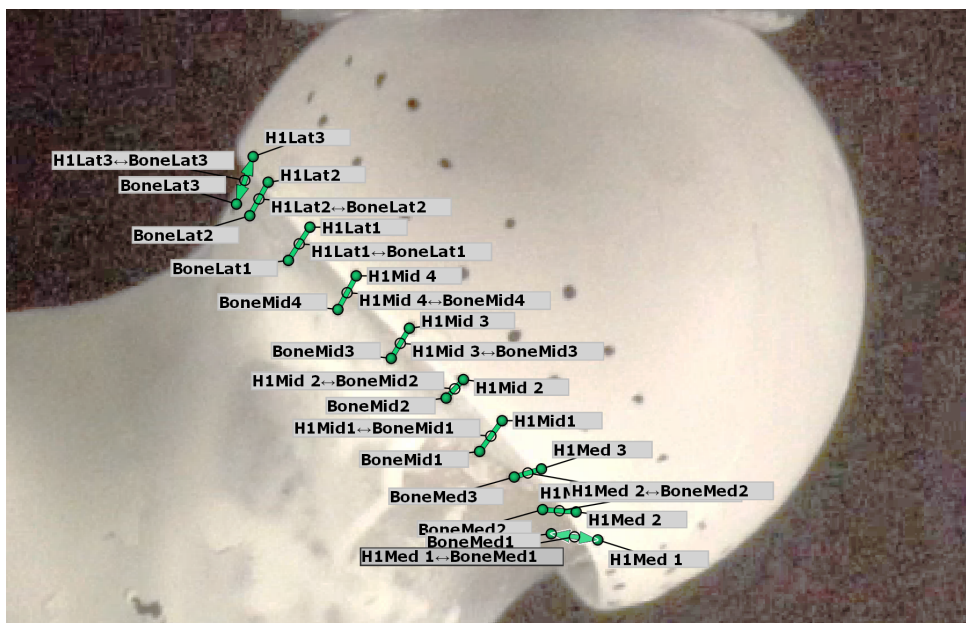 H1Lat3
H1Lat3↔BoneLat3
BoneLat3
H1Lat2
H1Lat2↔BoneLat2
BoneLat2
H1Lat1
H1Lat1↔BoneLat1
BoneLat1
H1Mid 4
H1Mid 4↔BoneMid4
BoneMid4
H1Mid 3
H1Mid 3↔BoneMid3
BoneMid3
H1Mid 2↔BoneMid2
H1Mid 2
BoneMid2
H1Mid1
H1Mid1↔BoneMid1
BoneMid1
H1Med 3
H1Med 2↔BoneMed2
BoneMed3
H1Med 2
BoneMed2
BoneMed1
H1Med 1↔BoneMed1
H1Med 1